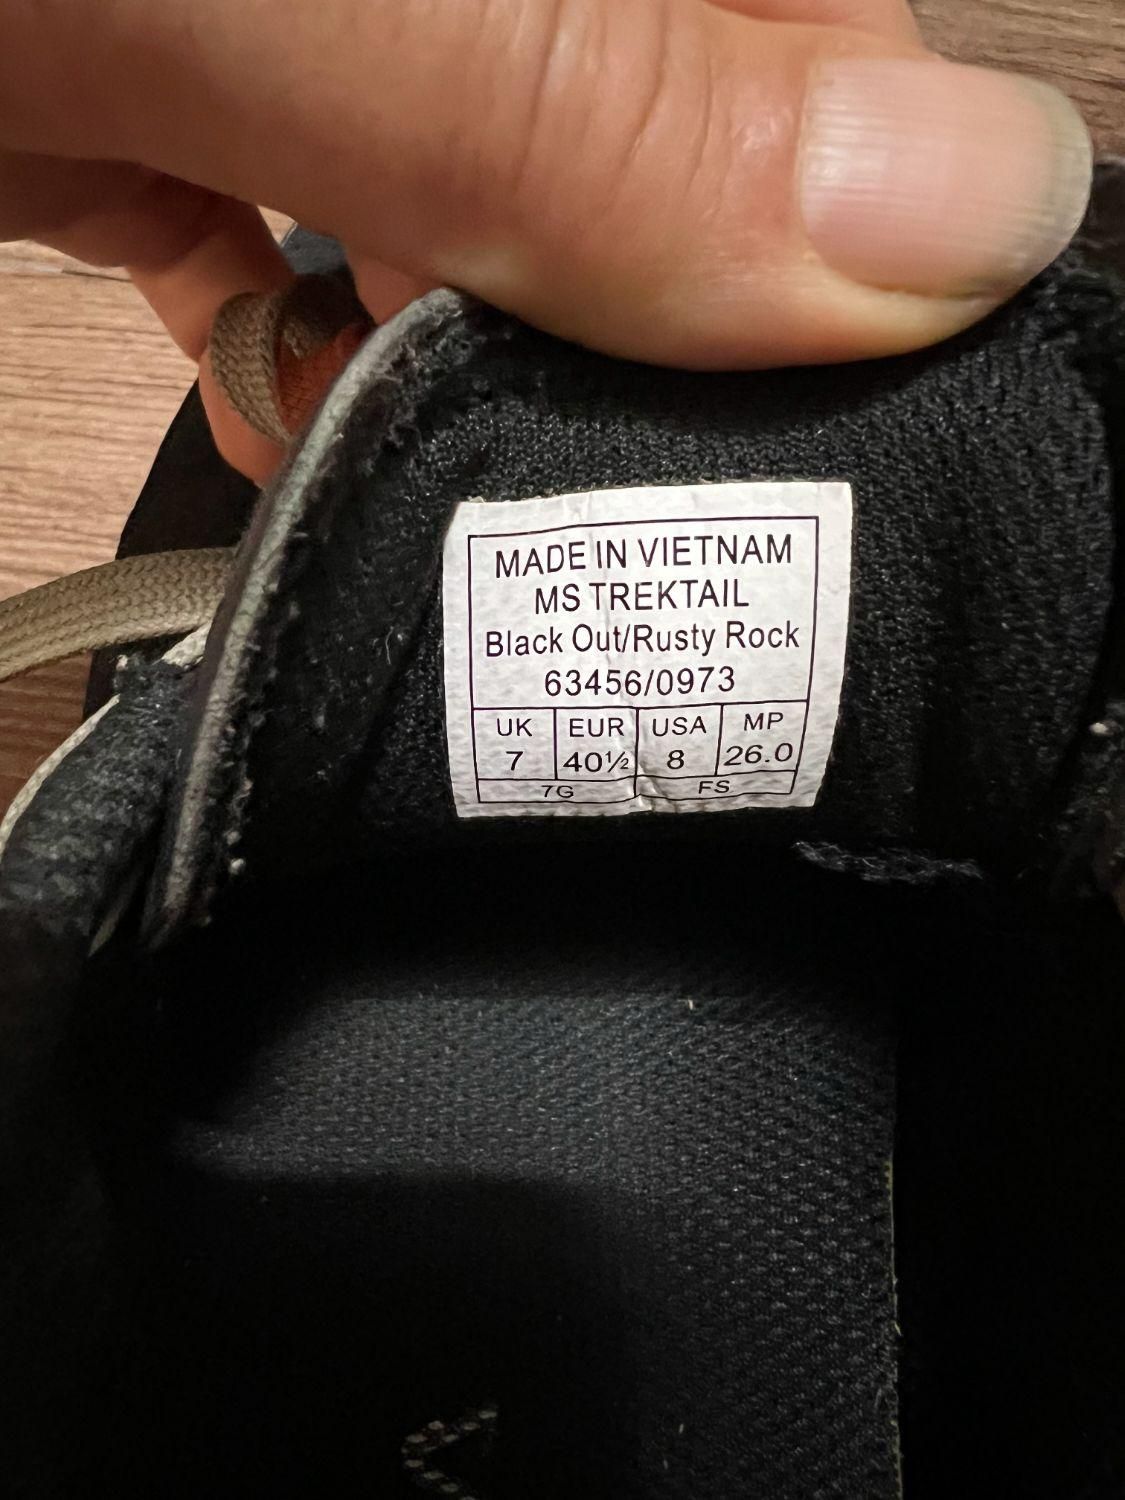 MADE IN VIETNAM
MS TREKTAIL
Black Out/Rusty Rock
63456/0973
UK EUR USA MP
7 40½ 8 26.0
7G FS